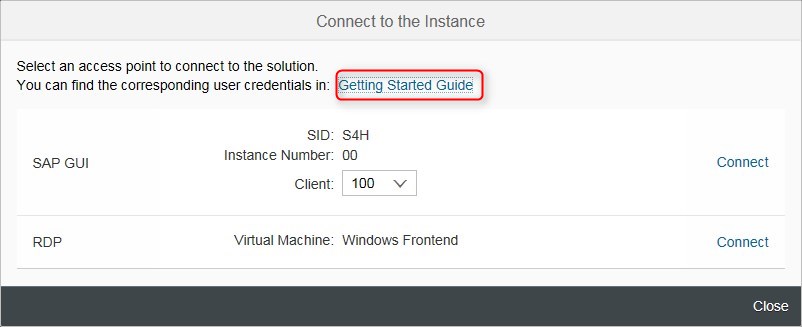 Connect to the Instance
Select an access point to connect to the solution.
You can find the corresponding user credentials in: Getting Started Guide
SAP GUI
SID: S4H
Instance Number: 00
Client: 100
Connect
RDP
Virtual Machine: Windows Frontend
Connect
Close